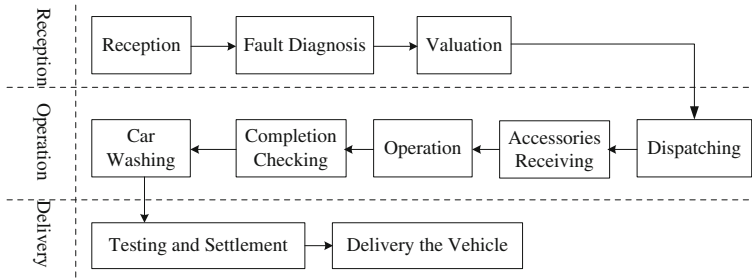 Reception
Reception
Fault Diagnosis
Valuation
Operation
Car
Washing
Completion
Checking
Operation
Accessories
Receiving
Dispatching
Delivery
Testing and Settlement
Delivery the Vehicle